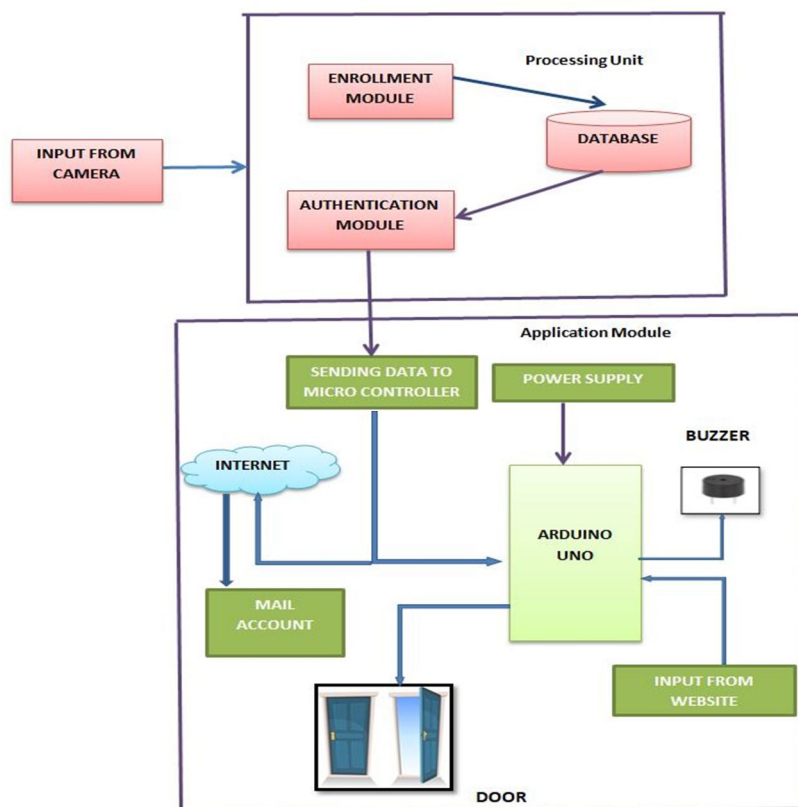 Processing Unit
ENROLLMENT
MODULE
DATABASE
INPUT FROM
CAMERA
AUTHENTICATION
MODULE
Application Module
SENDING DATA TO
MICRO CONTROLLER
POWER SUPPLY
BUZZER
INTERNET
ARDUINO
UNO
MAIL
ACCOUNT
INPUT FROM
WEBSITE
DOOR